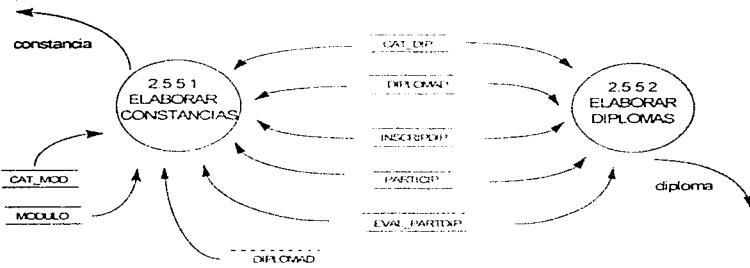 constancia
2.5.5.1
ELABORAR
CONSTANCIAS
CAT_DIP
DIPLOMAD
INSCRIPDIP
PARTICIP
EVAL_PARTDIP
2.5.5.2
ELABORAR
DIPLOMAS
diploma
CAT_MOD
MODULO
DIPLOMAD